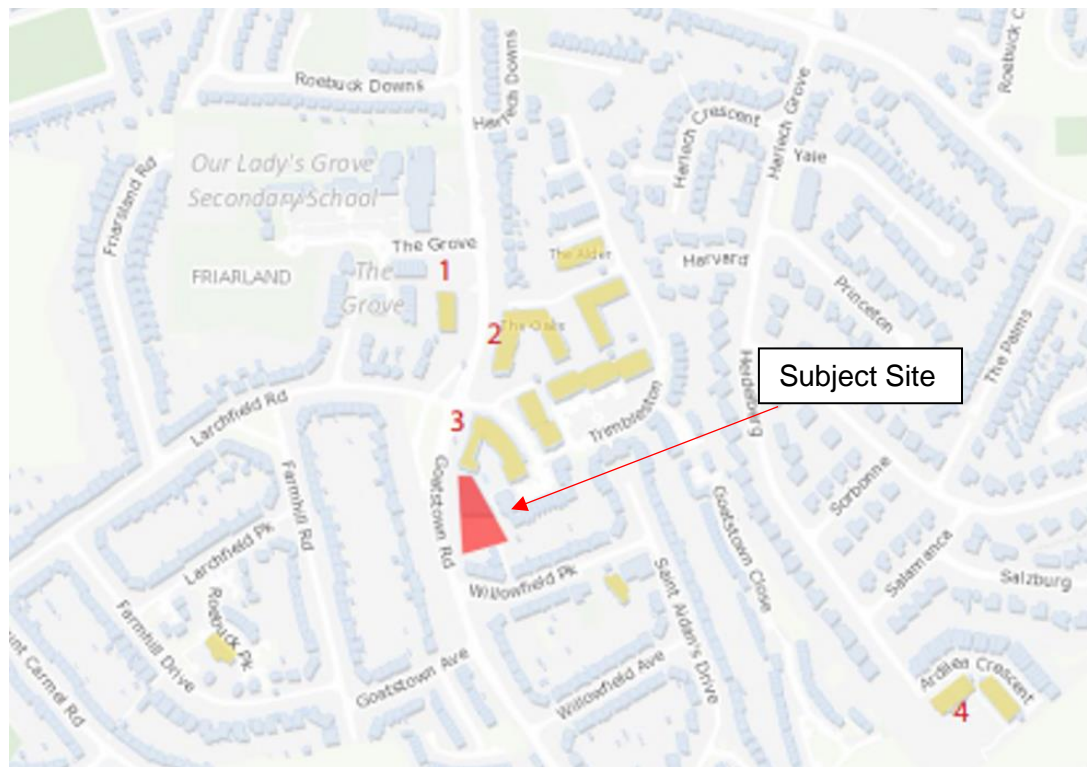 Roebuck Downs
Harlech Downs
Roebuck C
Harlech Crescent
Harlech Grove
Yale
Our Lady's Grove
Secondary School
Friarsland Rd
The Grove
1
The
Grove
FRIARLAND
The Alder
Harvard
Princeton
2
The Oaks
The Palms
Subject Site
Heidelberg
Larchfield Rd
3
Trimbleston
Goatstown Rd
Farmhill Rd
Sorbonne
Goatstown Close
Larchfield Pk
Salamanca
Salzburg
Willowfield Pk
Saint Aidan's Drive
Roebuck Pk
Farmhill Drive
Goatstown Ave
Willowfield Ave
Ardilea Crescent
4
unt Carmel Rd